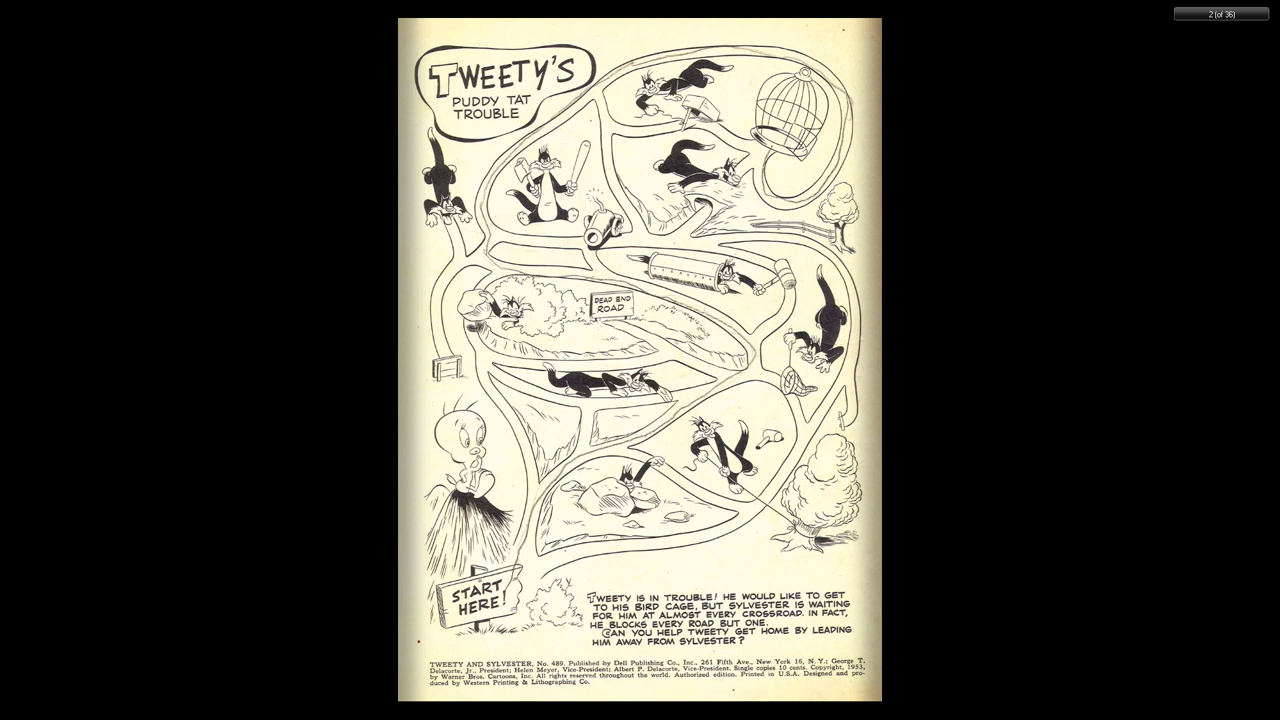 2 (of 36)
TWEETY'S
PUDDY TAT
TROUBLE
DEAD END
ROAD
START
HERE!
TWEETY IS IN TROUBLE! HE WOULD LIKE TO GET
TO HIS BIRD CAGE, BUT SYLVESTER IS WAITING
FOR HIM AT ALMOST EVERY CROSSROAD. IN FACT,
HE BLOCKS EVERY ROAD BUT ONE.
CAN YOU HELP TWEETY GET HOME BY LEADING
HIM AWAY FROM SYLVESTER?
TWEETY AND SYLVESTER, No. 489. Published by Dell Publishing Co., Inc., 261 Fifth Ave., New York 16, N. Y.; George T.
Delacorte, Jr., President; Helen Meyer, Vice-President; Albert P. Delacorte, Vice-President. Single copies 10 cents. Copyright, 1953,
by Warner Bros. Cartoons, Inc. All rights reserved throughout the world. Authorized edition. Printed in U.S.A. Designed and pro-
duced by Western Printing & Lithographing Co.